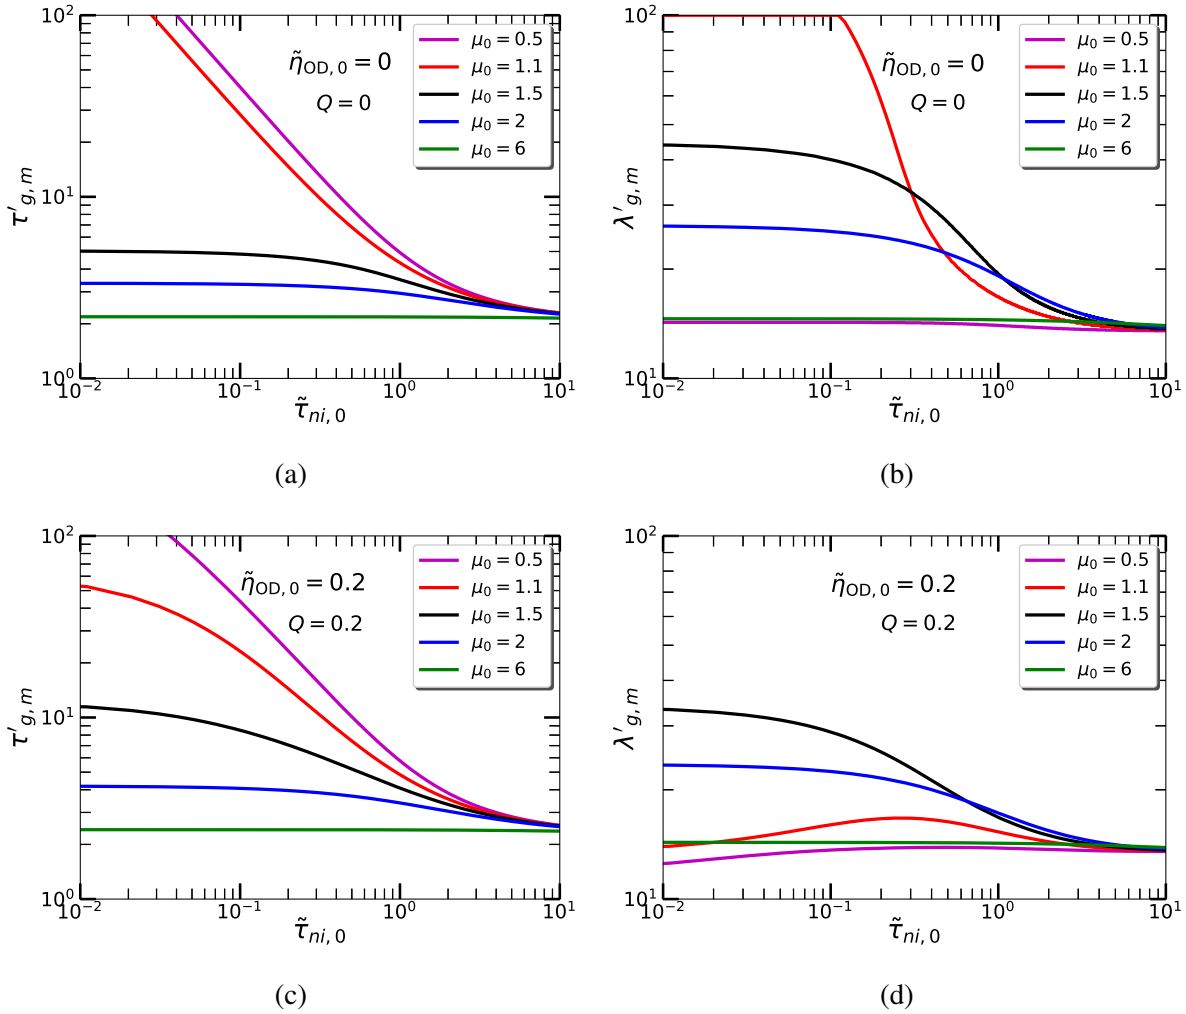 10² 10¹ 10⁰
τ′g,m
η̃OD, 0 = 0
Q = 0
μ₀ = 0.5
μ₀ = 1.1
μ₀ = 1.5
μ₀ = 2
μ₀ = 6
10⁻² 10⁻¹ 10⁰ 10¹
τ̃ni, 0
(a)
10² 10¹
λ′g,m
η̃OD, 0 = 0
Q = 0
μ₀ = 0.5
μ₀ = 1.1
μ₀ = 1.5
μ₀ = 2
μ₀ = 6
10⁻² 10⁻¹ 10⁰ 10¹
τ̃ni, 0
(b)
10² 10¹ 10⁰
τ′g,m
η̃OD, 0 = 0.2
Q = 0.2
μ₀ = 0.5
μ₀ = 1.1
μ₀ = 1.5
μ₀ = 2
μ₀ = 6
10⁻² 10⁻¹ 10⁰ 10¹
τ̃ni, 0
(c)
10² 10¹
λ′g,m
η̃OD, 0 = 0.2
Q = 0.2
μ₀ = 0.5
μ₀ = 1.1
μ₀ = 1.5
μ₀ = 2
μ₀ = 6
10⁻² 10⁻¹ 10⁰ 10¹
τ̃ni, 0
(d)